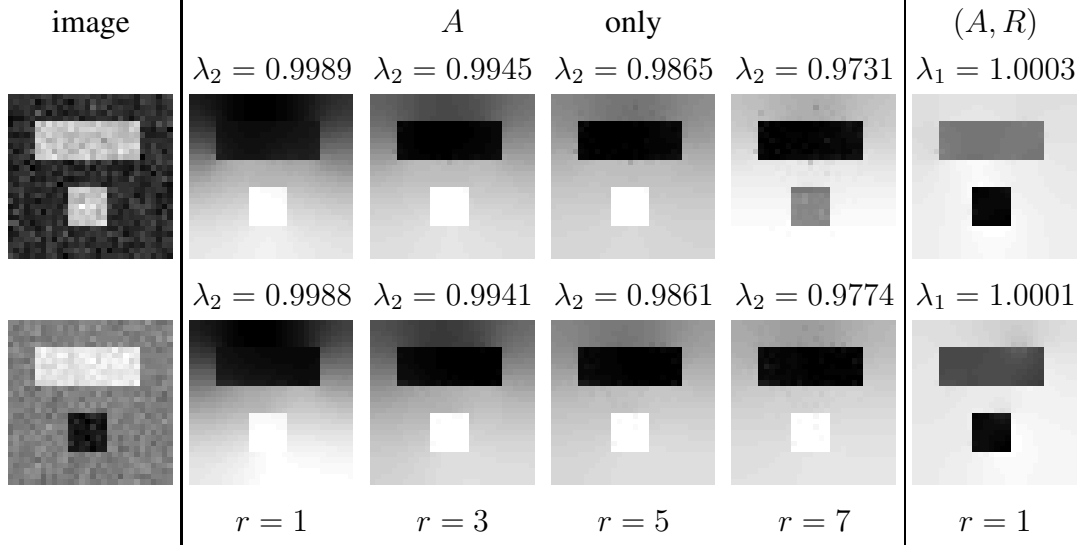 image A only (A, R)
λ₂ = 0.9989 λ₂ = 0.9945 λ₂ = 0.9865 λ₂ = 0.9731 λ₁ = 1.0003
λ₂ = 0.9988 λ₂ = 0.9941 λ₂ = 0.9861 λ₂ = 0.9774 λ₁ = 1.0001
r = 1 r = 3 r = 5 r = 7 r = 1